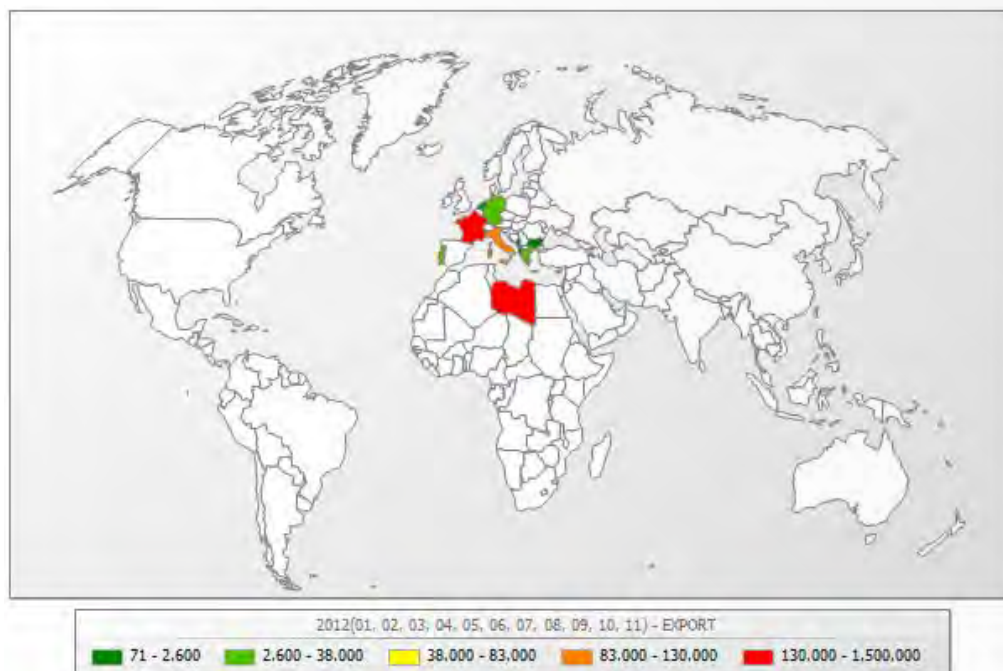 2012(01, 02, 03, 04, 05, 06, 07, 08, 09, 10, 11) - EXPORT
71 - 2.600 2.600 - 38.000 38.000 - 83.000 83.000 - 130.000 130.000 - 1.500.000